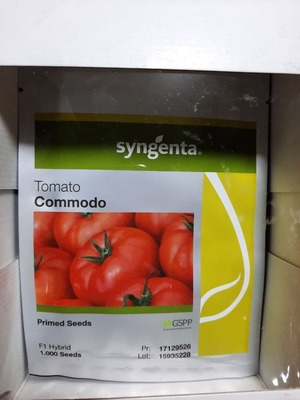 syngenta
Tomato
Commodo
Primed Seeds
GSPP
F1 Hybrid
1.000 Seeds
Pr: 17129526
Lot: 15935228